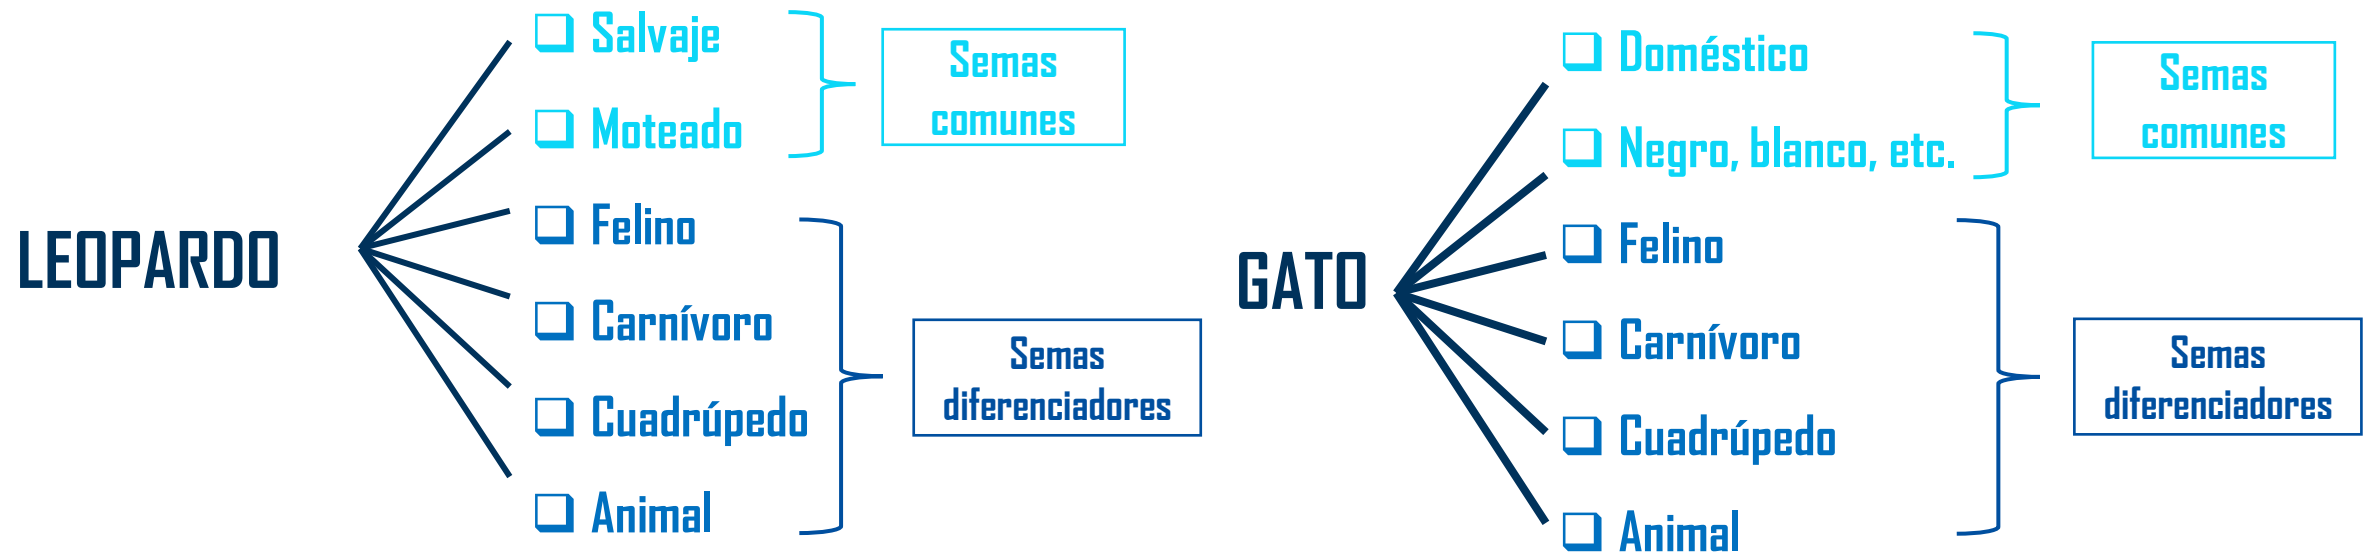 LEOPARDO
Salvaje
Moteado
Felino
Carnívoro
Cuadrúpedo
Animal
Semas
comunes
Semas
diferenciadores
GATO
Doméstico
Negro, blanco, etc.
Felino
Carnívoro
Cuadrúpedo
Animal
Semas
comunes
Semas
diferenciadores